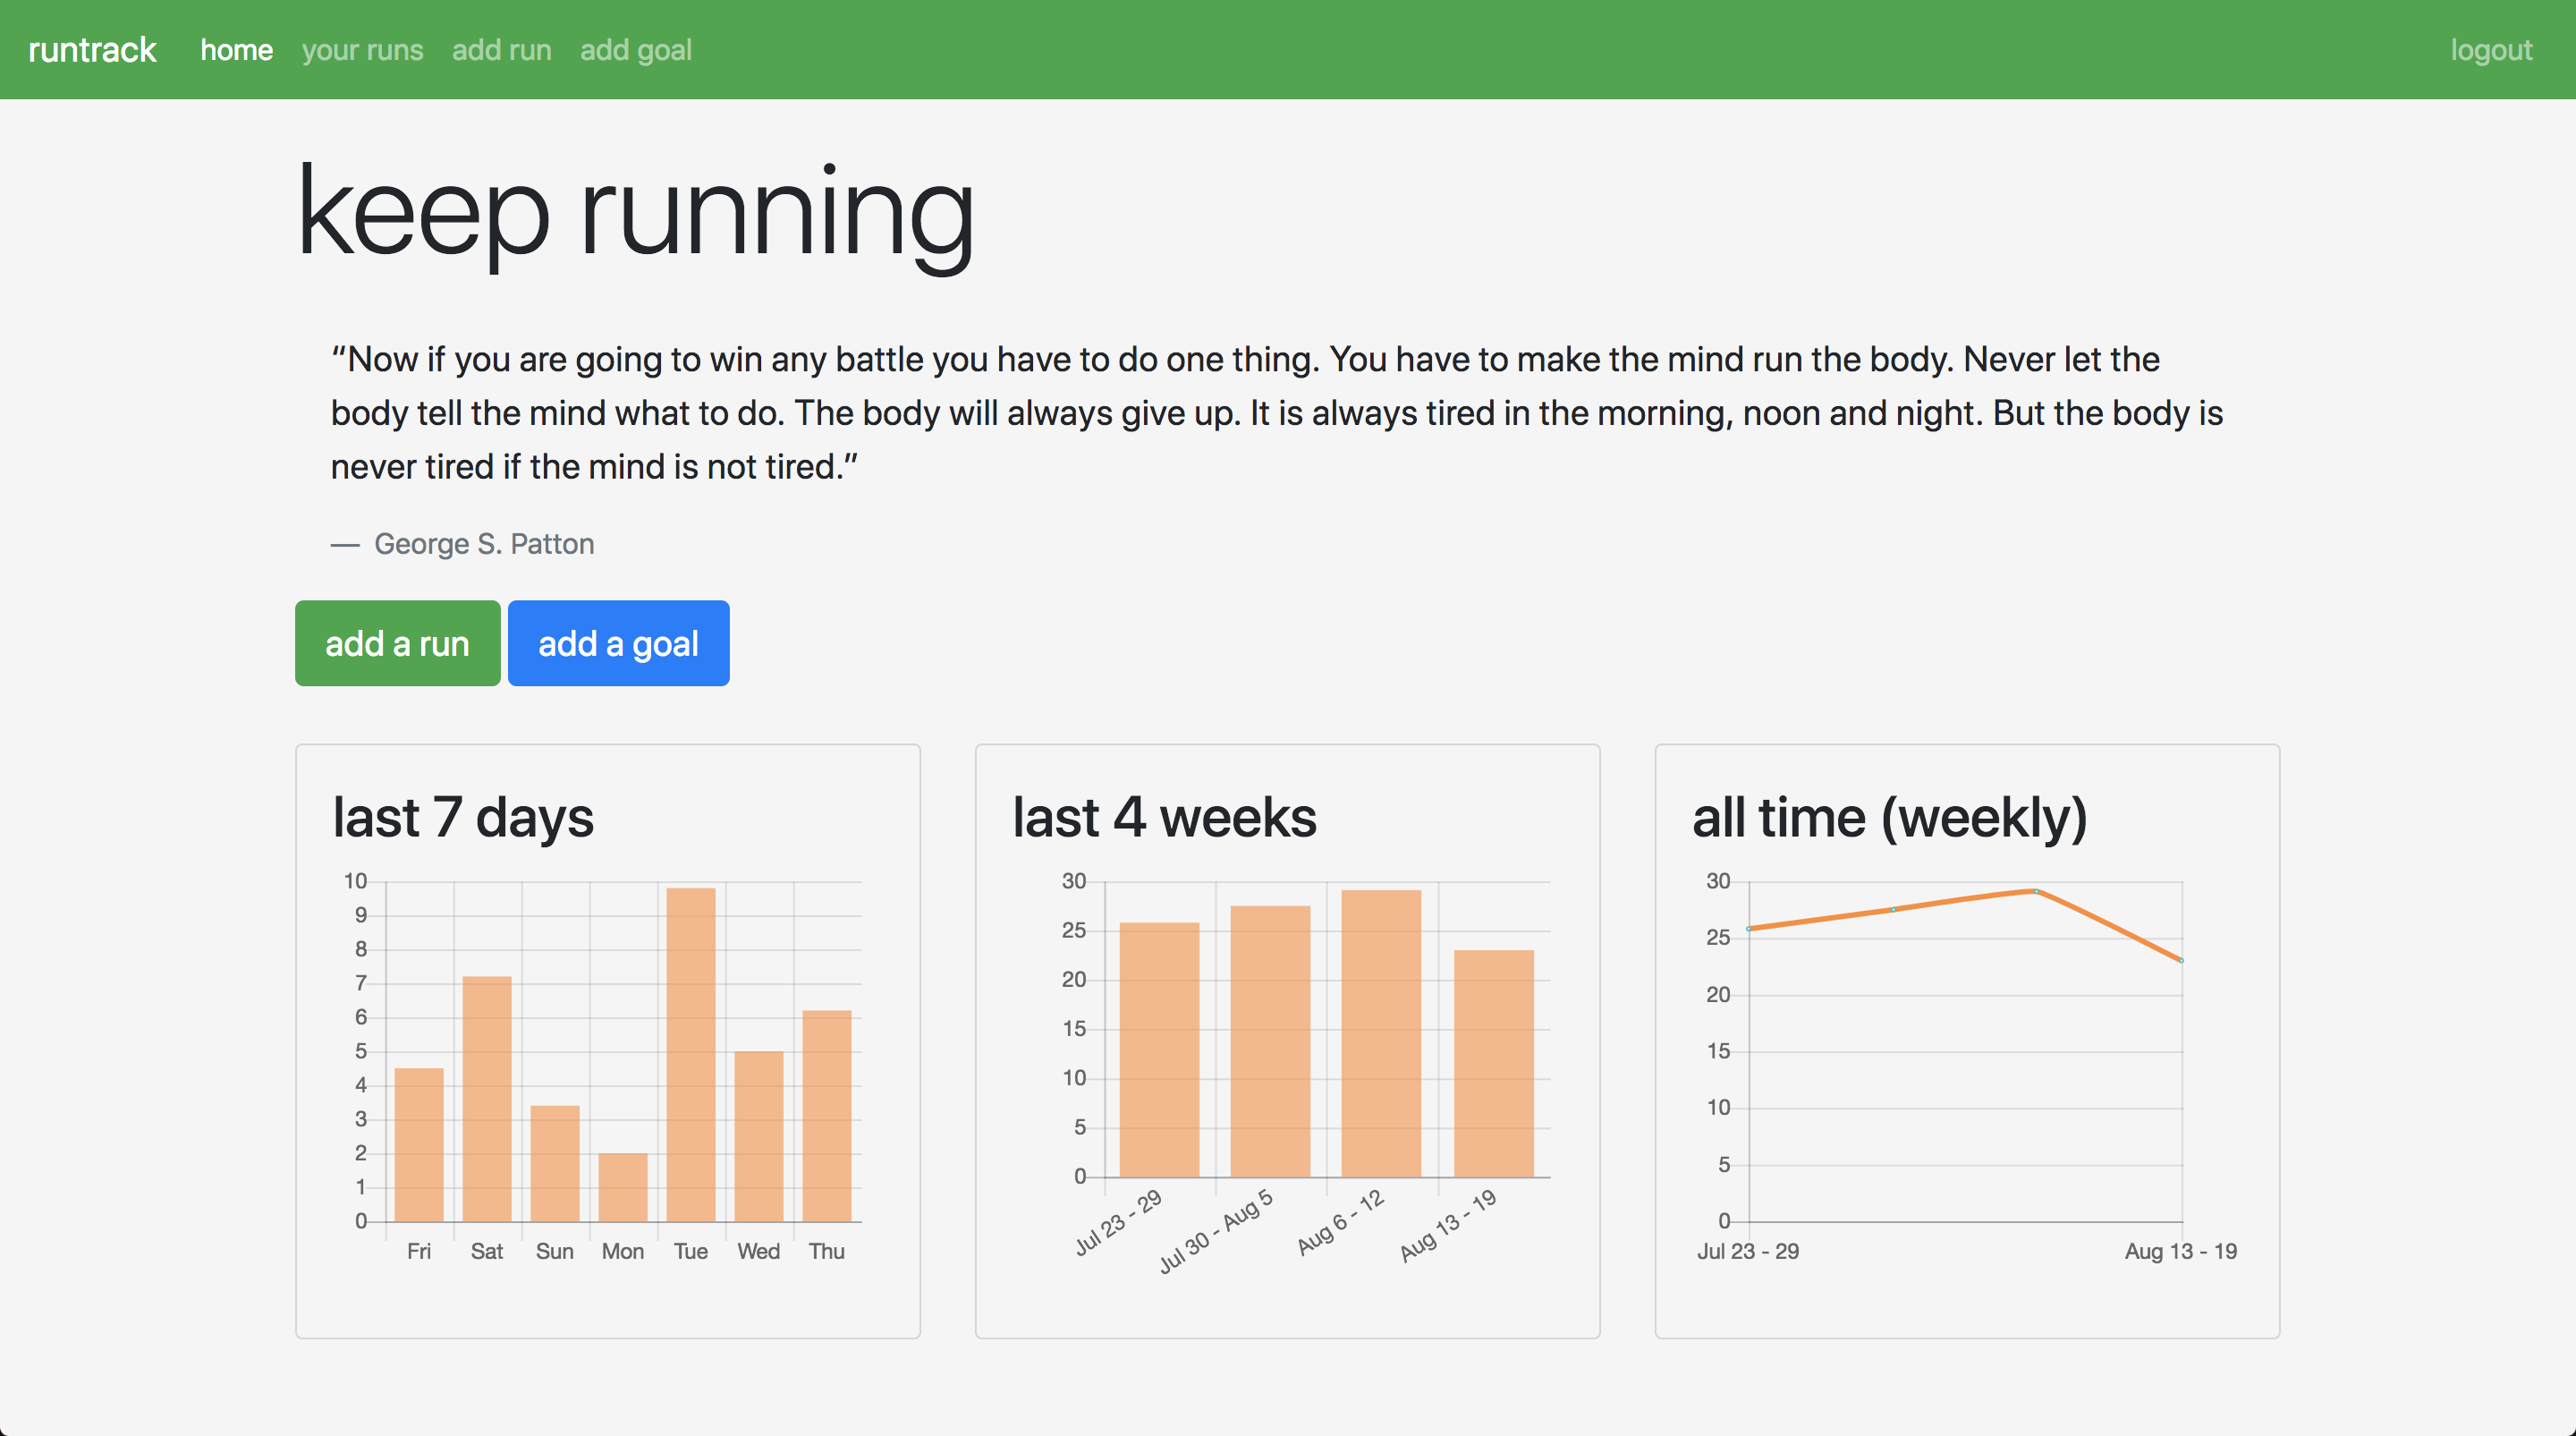 runtrack home your runs add run add goal logout
keep running
“Now if you are going to win any battle you have to do one thing. You have to make the mind run the body. Never let the
body tell the mind what to do. The body will always give up. It is always tired in the morning, noon and night. But the body is
never tired if the mind is not tired.”
— George S. Patton
add a run add a goal
last 7 days
10
9
8
7
6
5
4
3
2
1
0
Fri Sat Sun Mon Tue Wed Thu
last 4 weeks
30
25
20
15
10
5
0
Jul 23 - 29
Jul 30 - Aug 5
Aug 6 - 12
Aug 13 - 19
all time (weekly)
30
25
20
15
10
5
0
Jul 23 - 29 Aug 13 - 19